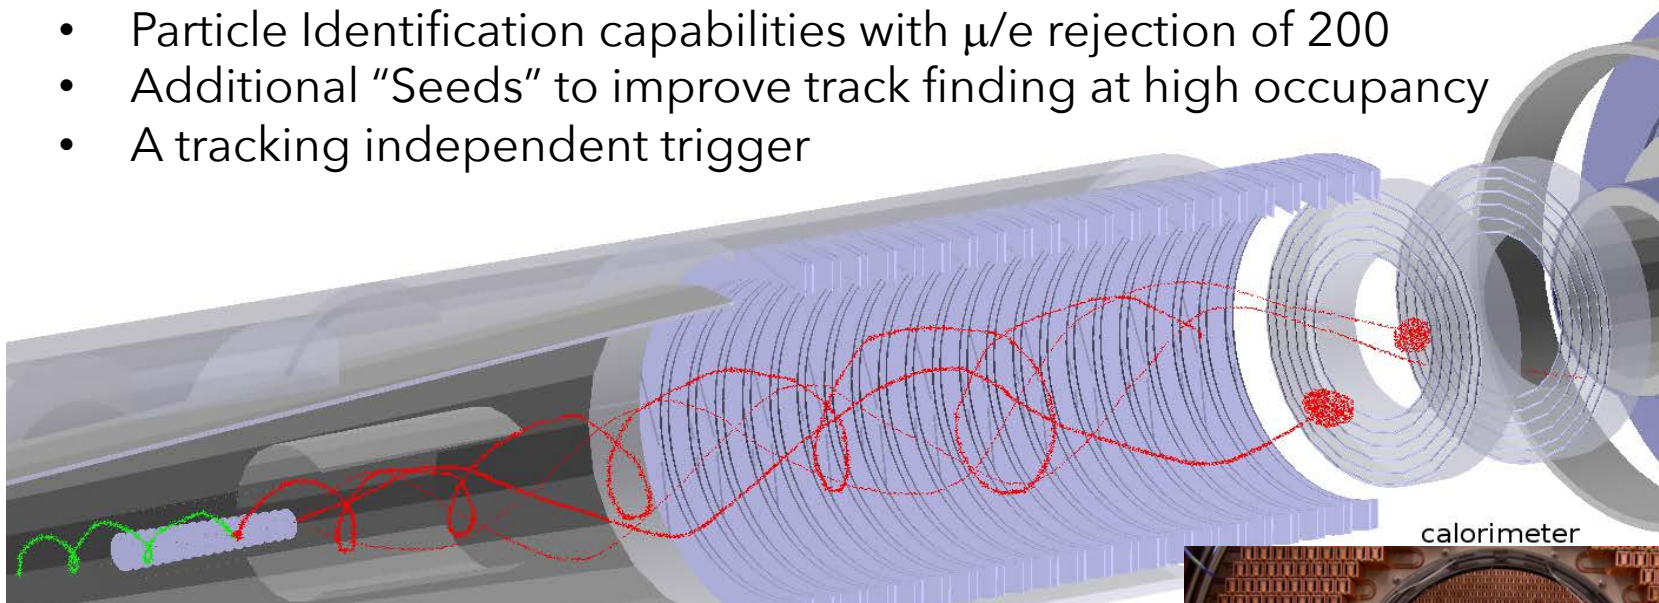 • Particle Identification capabilities with μ/e rejection of 200
• Additional “Seeds” to improve track finding at high occupancy
• A tracking independent trigger
calorimeter